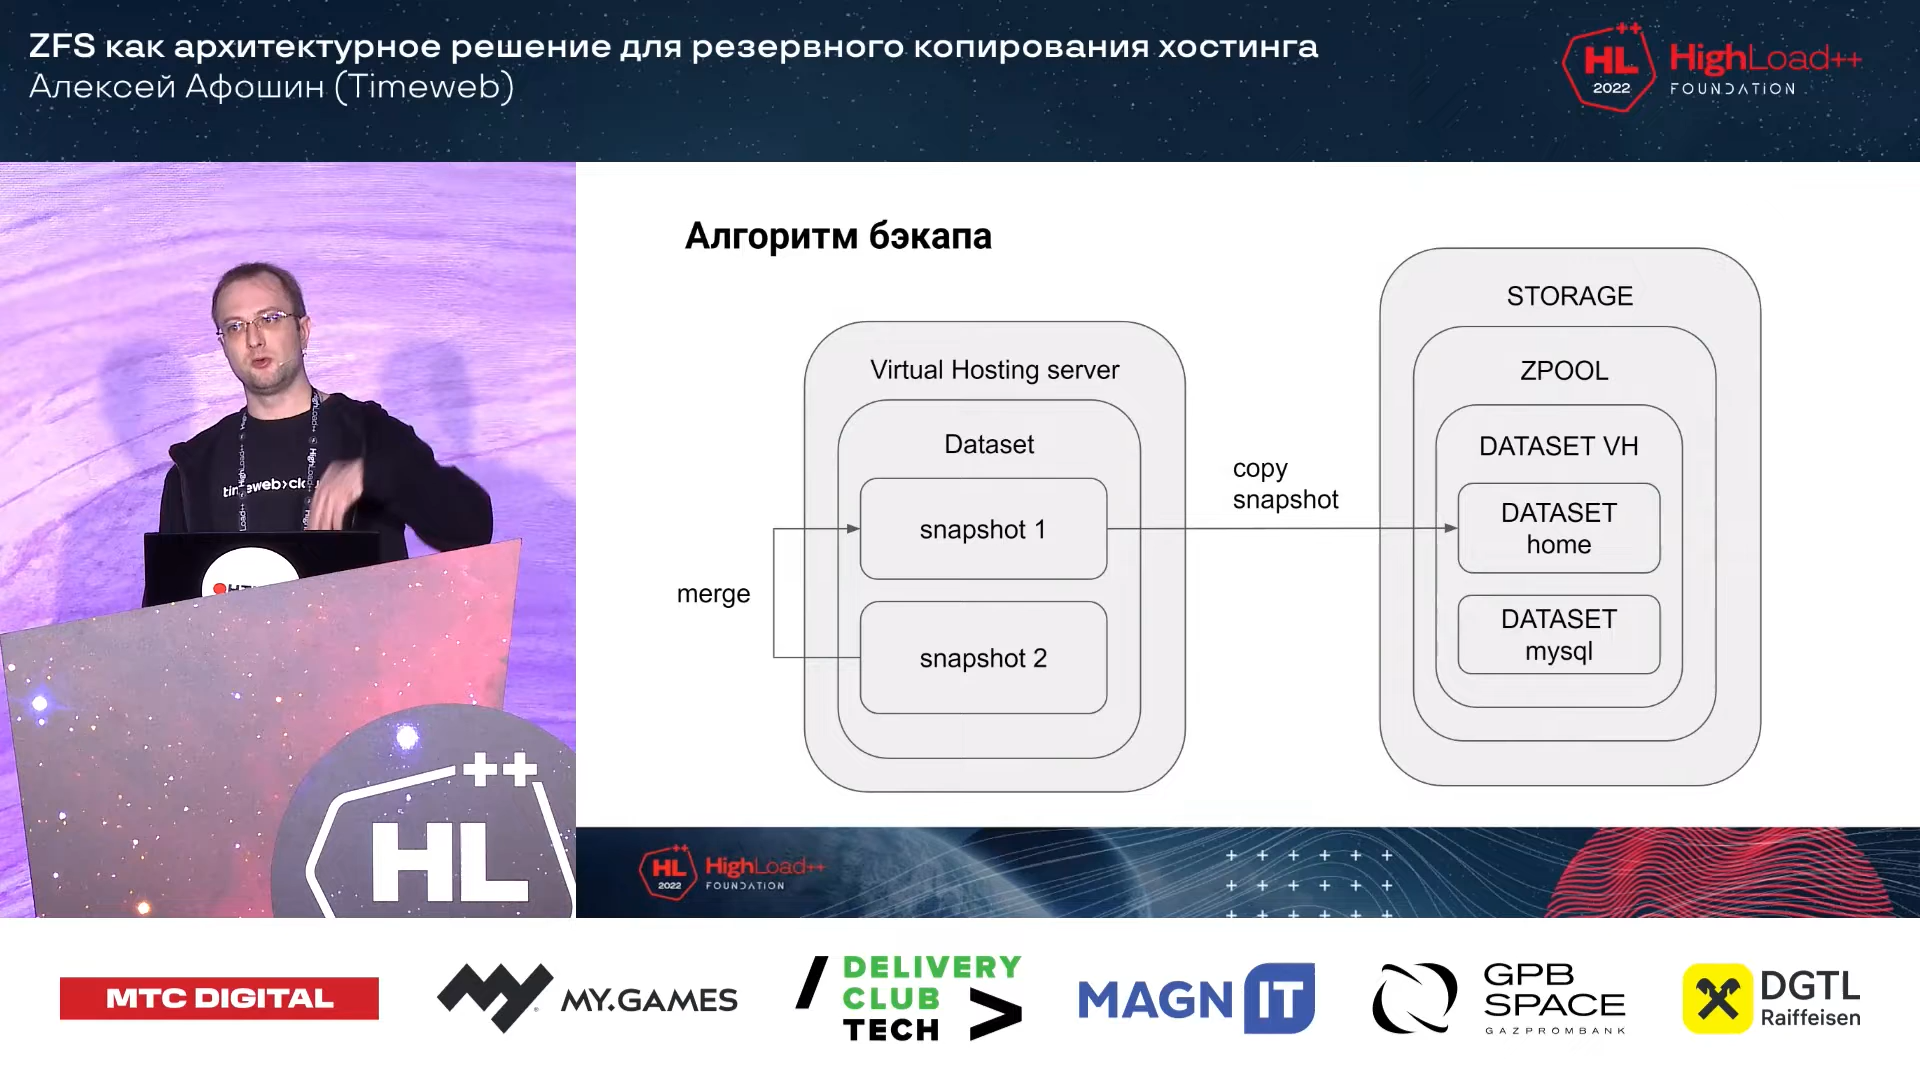 ZFS как архитектурное решение для резервного копирования хостинга
Алексей Афошин (Timeweb)
HL++
2022
HighLoad++
FOUNDATION
Алгоритм бэкапа
Virtual Hosting server
Dataset
snapshot 1
snapshot 2
merge
copy
snapshot
STORAGE
ZPOOL
DATASET VH
DATASET
home
DATASET
mysql
HighLoad++
Load++
++
HL
HL++
2022
HighLoad++
FOUNDATION
МТС DIGITAL
MY.GAMES
DELIVERY
CLUB
TECH
MAGNIT
GPB
SPACE
GAZPROMBANK
DGTL
Raiffeisen